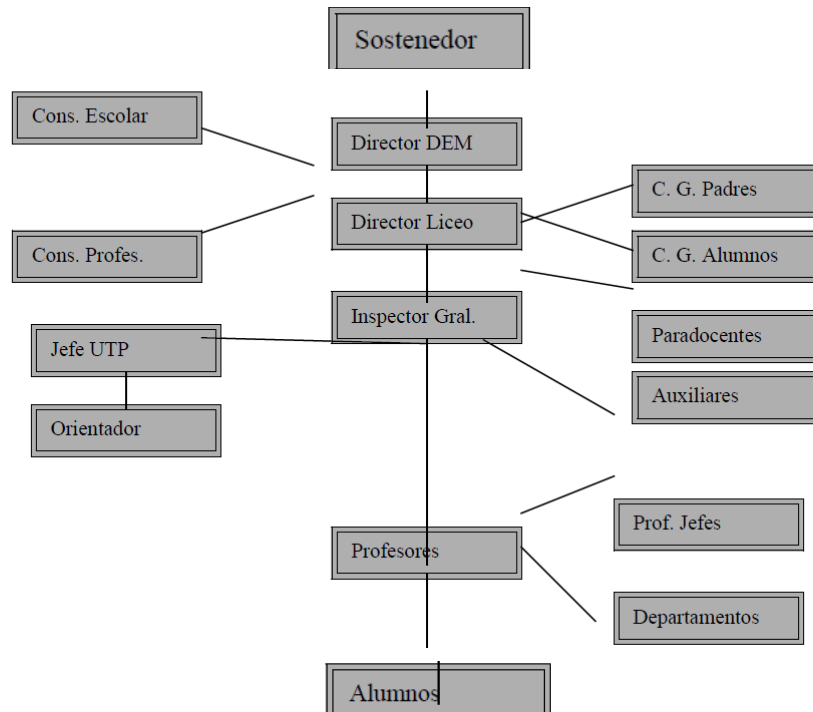 Sostenedor
Cons. Escolar
Director DEM
C. G. Padres
Director Liceo
Cons. Profes.
C. G. Alumnos
Inspector Gral.
Jefe UTP
Paradocentes
Auxiliares
Orientador
Prof. Jefes
Profesores
Departamentos
Alumnos